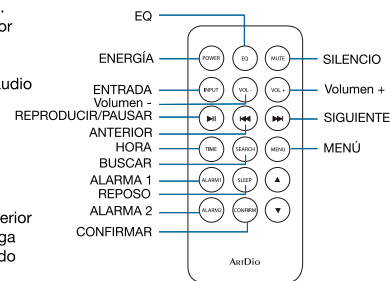 or
udio
erior
ga
do
EQ
ENERGÍA
ENTRADA
Volumen -
REPRODUCIR/PAUSAR
ANTERIOR
HORA
BUSCAR
ALARMA 1
REPOSO
ALARMA 2
CONFIRMAR
POWER EQ MUTE
INPUT VOL - VOL +
TIME SEARCH MENU
ALARM1 SLEEP
ALARM2 CONFIRM
ARTDIO
SILENCIO
Volumen +
SIGUIENTE
MENÚ